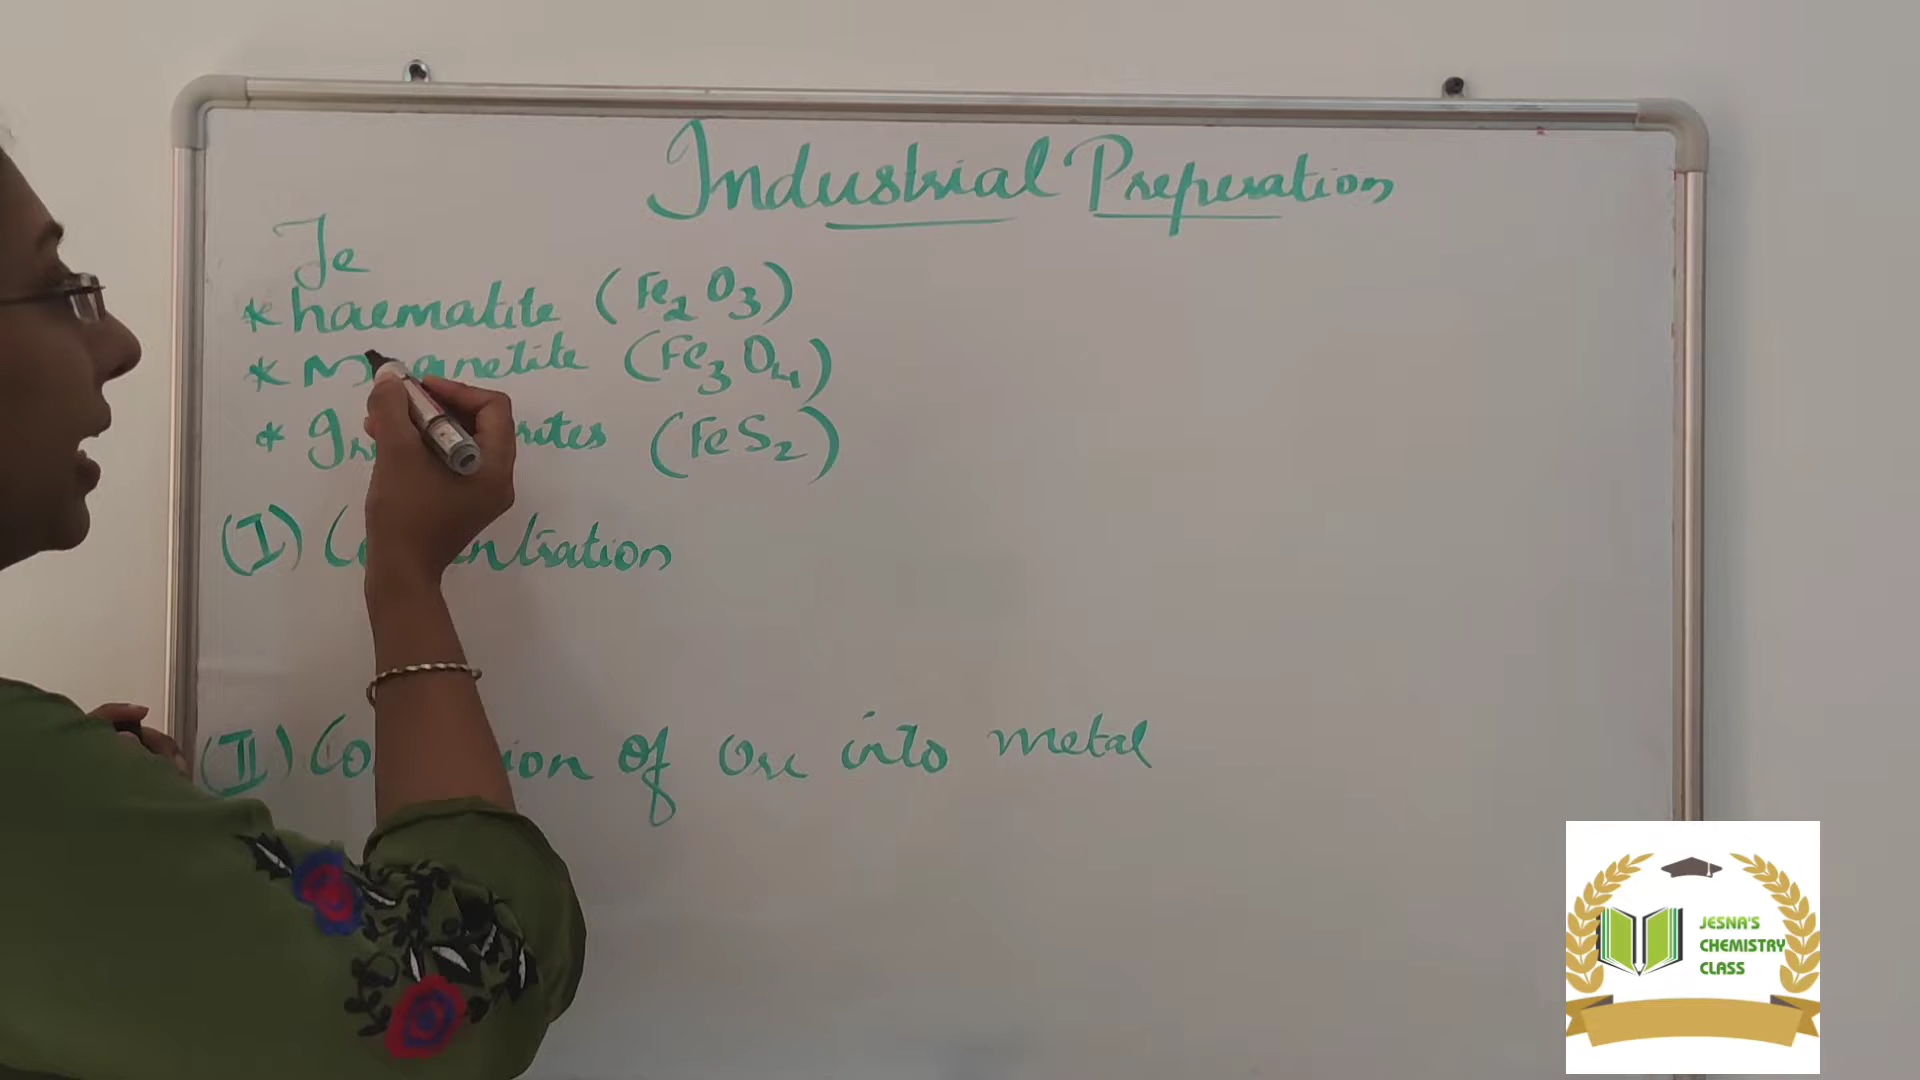 Industrial Preperation
Fe
* haematite (Fe2O3)
* (Fe3O4)
* (FeS2)
(I)
(II) of Ore into metal
JESNA'S
CHEMISTRY
CLASS